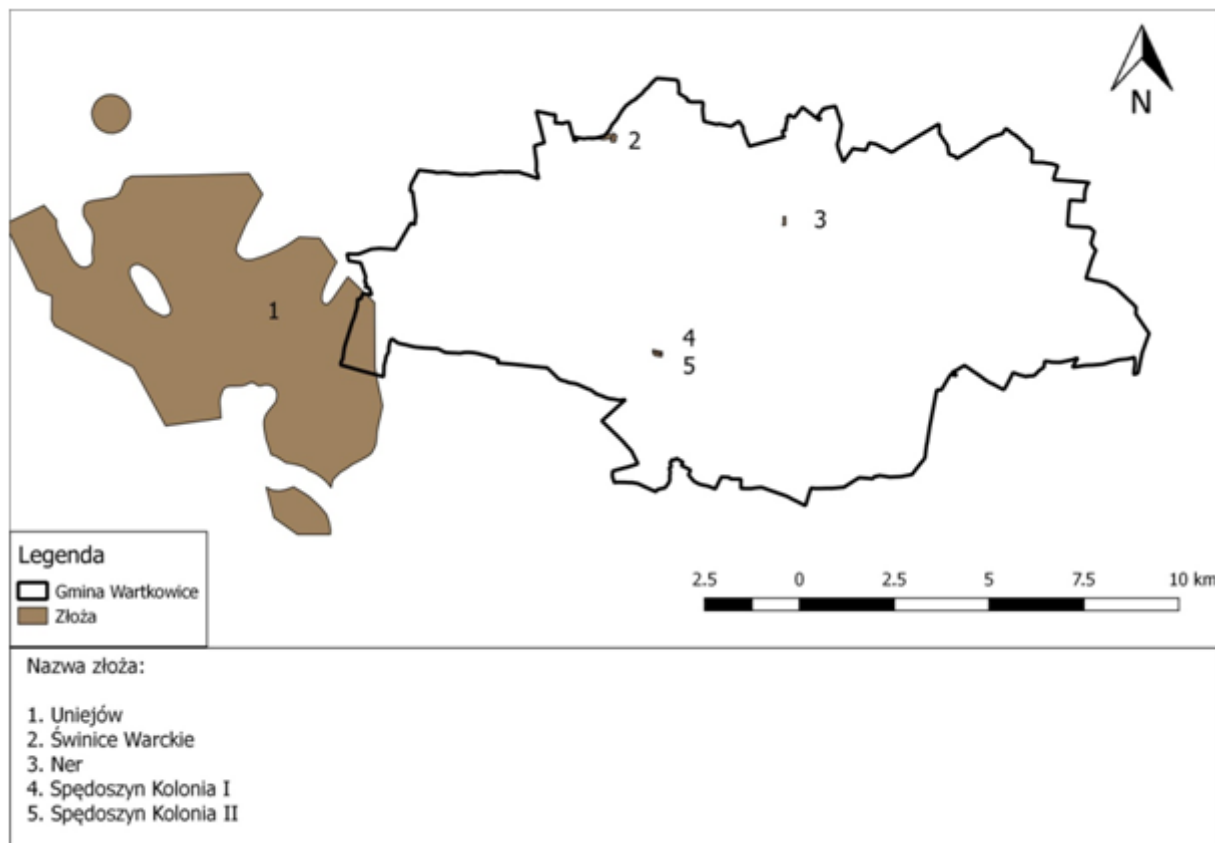 N
1
2
3
4
5
Legenda
Gmina Wartkowice
Złoża
2.5 0 2.5 5 7.5 10 km
Nazwa złoża:
1. Uniejów
2. Świnice Warckie
3. Ner
4. Spędoszyn Kolonia I
5. Spędoszyn Kolonia II